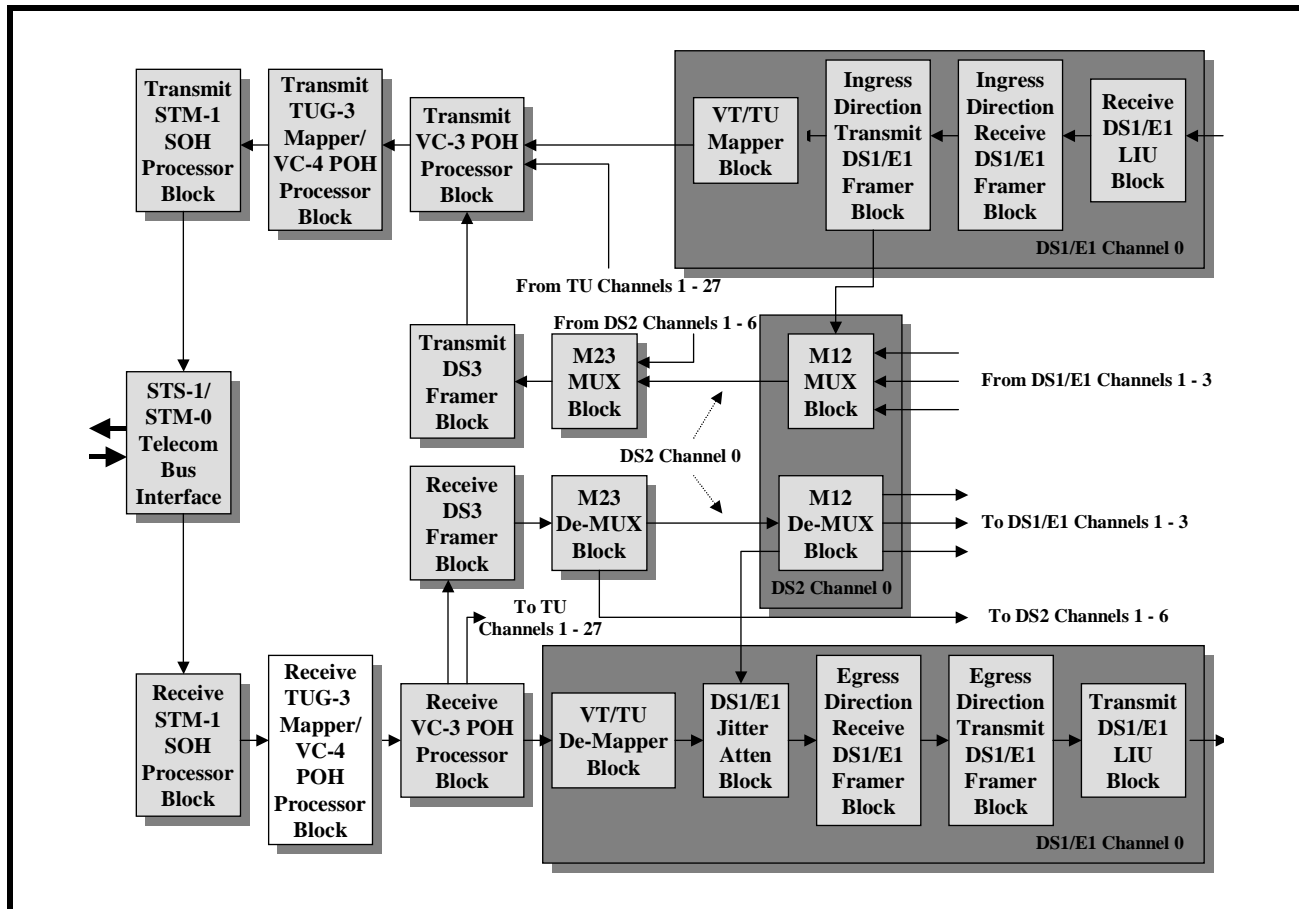 Transmit
STM-1
SOH
Processor
Block
Transmit
TUG-3
Mapper/
VC-4 POH
Processor
Block
Transmit
VC-3 POH
Processor
Block
VT/TU
Mapper
Block
Ingress
Direction
Transmit
DS1/E1
Framer
Block
Ingress
Direction
Receive
DS1/E1
Framer
Block
Receive
DS1/E1
LIU
Block
DS1/E1 Channel 0
From TU Channels 1 - 27
From DS2 Channels 1 - 6
Transmit
DS3
Framer
Block
M23
MUX
Block
M12
MUX
Block
From DS1/E1 Channels 1 - 3
STS-1/
STM-0
Telecom
Bus
Interface
DS2 Channel 0
Receive
DS3
Framer
Block
M23
De-MUX
Block
M12
De-MUX
Block
To DS1/E1 Channels 1 - 3
DS2 Channel 0
To TU
Channels 1 - 27
To DS2 Channels 1 - 6
Receive
STM-1
SOH
Processor
Block
Receive
TUG-3
Mapper/
VC-4
POH
Processor
Block
Receive
VC-3 POH
Processor
Block
VT/TU
De-Mapper
Block
DS1/E1
Jitter
Atten
Block
Egress
Direction
Receive
DS1/E1
Framer
Block
Egress
Direction
Transmit
DS1/E1
Framer
Block
Transmit
DS1/E1
LIU
Block
DS1/E1 Channel 0